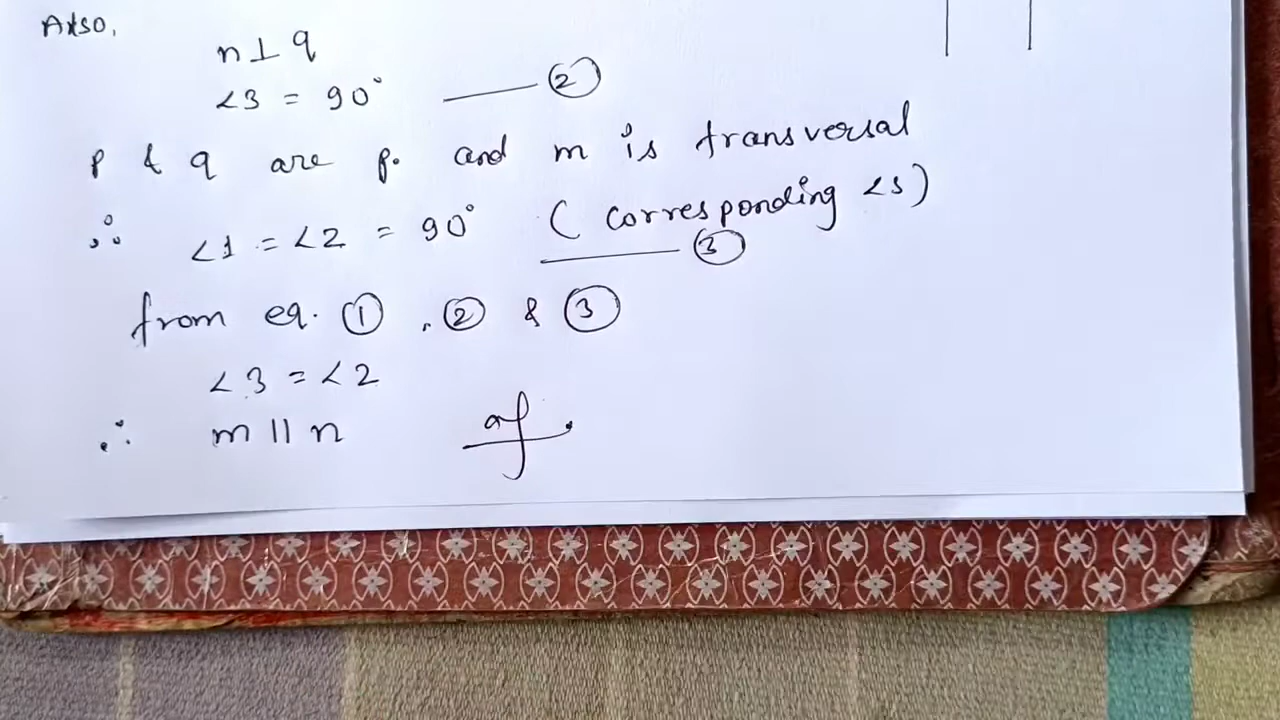 Also,
n ⊥ q
∠3 = 90° ——— ②
p & q are p. and m is transversal
∴ ∠1 = ∠2 = 90° (corresponding ∠s)
——— ③
from eq. ① , ② & ③
∠3 = ∠2
∴ m || n